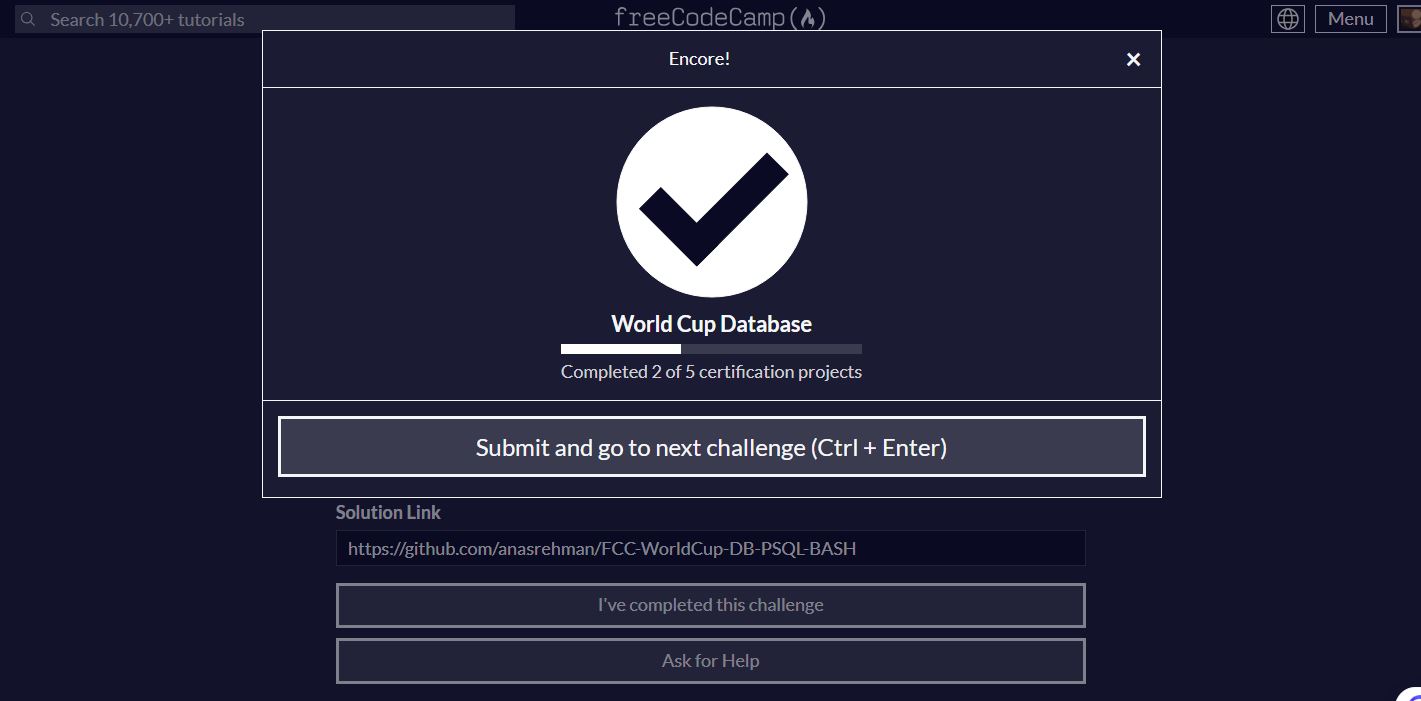 Search 10,700+ tutorials
freeCodeCamp
Menu
Encore!
World Cup Database
Completed 2 of 5 certification projects
Submit and go to next challenge (Ctrl + Enter)
Solution Link
https://github.com/anasrehman/FCC-WorldCup-DB-PSQL-BASH
I've completed this challenge
Ask for Help